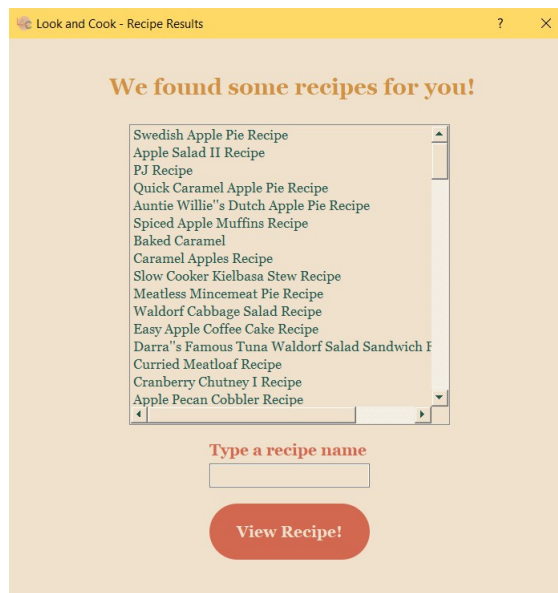 Look and Cook - Recipe Results
We found some recipes for you!
Swedish Apple Pie Recipe
Apple Salad II Recipe
PJ Recipe
Quick Caramel Apple Pie Recipe
Auntie Willie''s Dutch Apple Pie Recipe
Spiced Apple Muffins Recipe
Baked Caramel
Caramel Apples Recipe
Slow Cooker Kielbasa Stew Recipe
Meatless Mincemeat Pie Recipe
Waldorf Cabbage Salad Recipe
Easy Apple Coffee Cake Recipe
Darra''s Famous Tuna Waldorf Salad Sandwich
Curried Meatloaf Recipe
Cranberry Chutney I Recipe
Apple Pecan Cobbler Recipe
Type a recipe name
View Recipe!